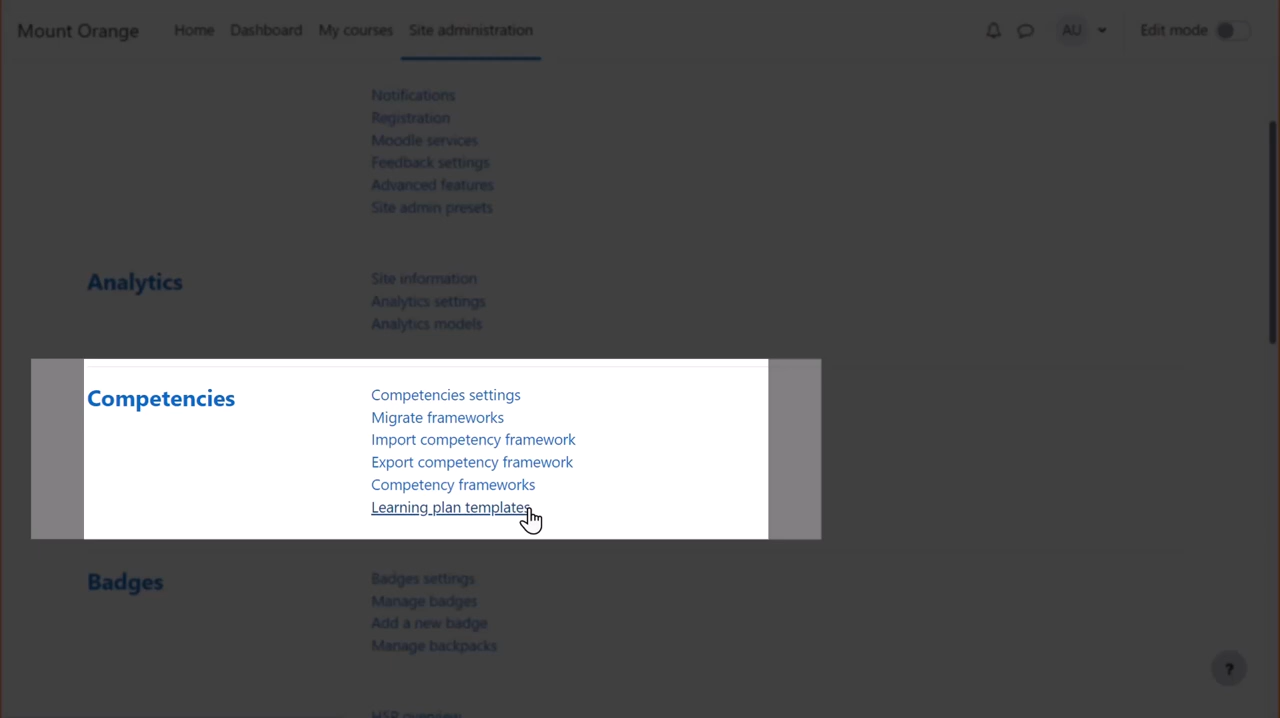 Mount Orange Home Dashboard My courses Site administration AU Edit mode
Notifications
Registration
Moodle services
Feedback settings
Advanced features
Site admin presets
Analytics
Site information
Analytics settings
Analytics models
Competencies
Competencies settings
Migrate frameworks
Import competency framework
Export competency framework
Competency frameworks
Learning plan templates
Badges
Badges settings
Manage badges
Add a new badge
Manage backpacks
H5P overview
?